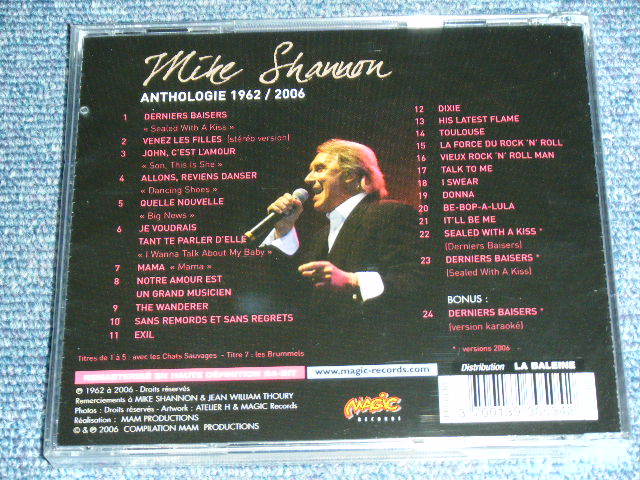 Mike Shannon
ANTHOLOGIE 1962 / 2006
1 DERNIERS BAISERS
« Sealed With A Kiss »
2 VENEZ LES FILLES (stéréo version)
3 JOHN, C'EST L'AMOUR
« Son, This Is She »
4 ALLONS, REVIENS DANSER
« Dancing Shoes »
5 QUELLE NOUVELLE
« Big News »
6 JE VOUDRAIS
TANT TE PARLER D'ELLE
« I Wanna Talk About My Baby »
7 MAMA « Mama »
8 NOTRE AMOUR EST
UN GRAND MUSICIEN
9 THE WANDERER
10 SANS REMORDS ET SANS REGRETS
11 EXIL
12 DIXIE
13 HIS LATEST FLAME
14 TOULOUSE
15 LA FORCE DU ROCK 'N' ROLL
16 VIEUX ROCK 'N' ROLL MAN
17 TALK TO ME
18 I SWEAR
19 DONNA
20 BE-BOP-A-LULA
21 IT'LL BE ME
22 SEALED WITH A KISS *
(Derniers Baisers)
23 DERNIERS BAISERS *
(Sealed With A Kiss)
BONUS :
24 DERNIERS BAISERS *
(version karaoké)
* : versions 2006
Titres de 1 à 5 : avec les Chats Sauvages - Titre 7 : les Brummels
REMASTERISÉ EN HAUTE DÉFINITION 24-BIT
www.magic-records.com
Distribution LA BALEINE
℗ 1962 à 2006 - Droits réservés
Remerciements à MIKE SHANNON & JEAN WILLIAM THOURY
Photos : Droits réservés - Artwork : ATELIER H & MAGIC Records
Réalisation : MAM PRODUCTIONS
© & ℗ 2006 COMPILATION MAM PRODUCTIONS
MAGIC
RECORDS